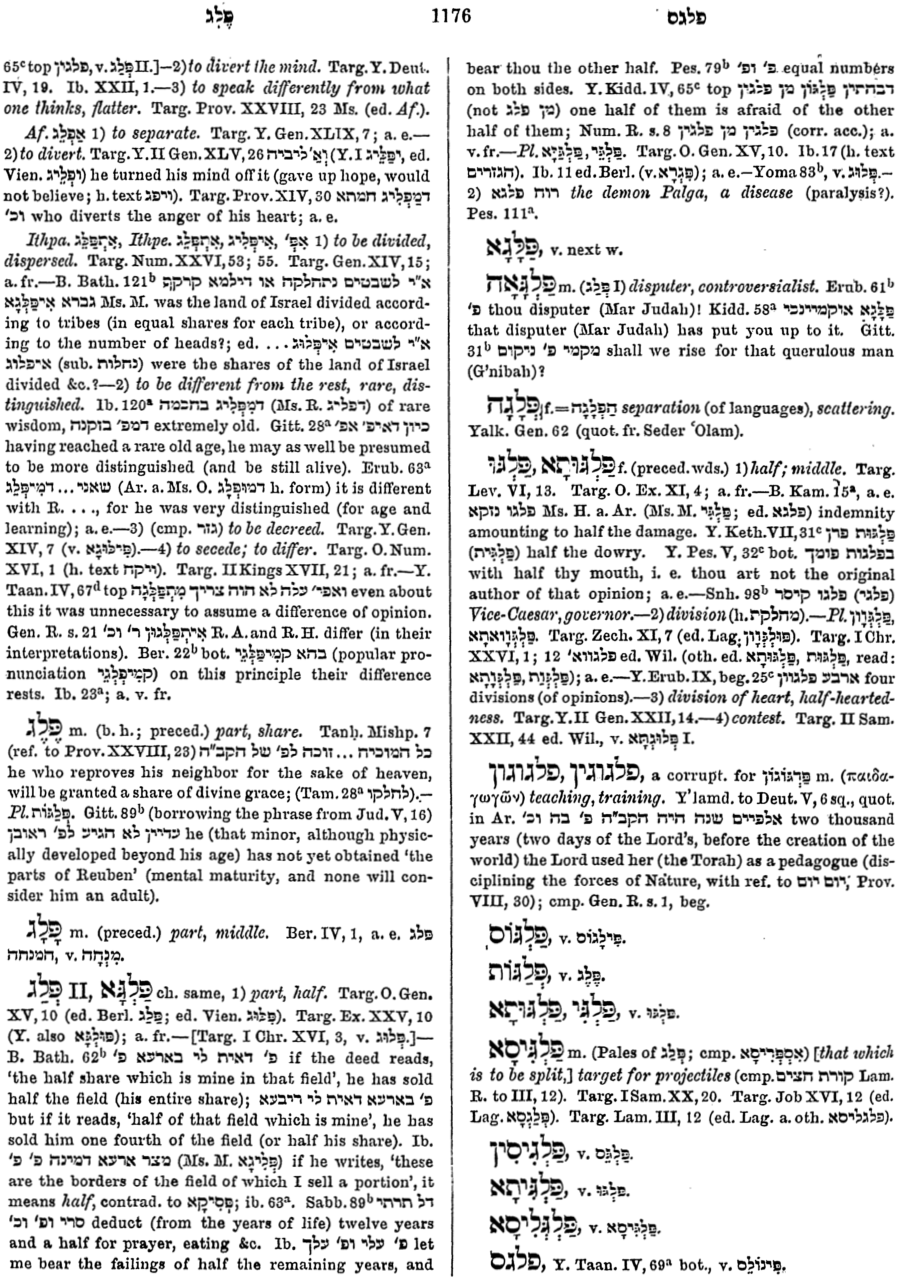 פְּלַג
1176
פלגס
65ᶜ top פלגון, v. פְּלַג II.]—2) to divert the mind. Targ. Y. Deut.
IV, 19. Ib. XXII, 1.—3) to speak differently from what
one thinks, flatter. Targ. Prov. XXVIII, 23 Ms. (ed. Af.).
Af. אַפְלֵג 1) to separate. Targ. Y. Gen. XLIX, 7; a. e.—
2) to divert. Targ. Y. II Gen. XLV, 26 וְאַ׳ ליביה (Y. I וּפַלֵּיג, ed.
Vien. וּפְלֵיג) he turned his mind off it (gave up hope, would
not believe; h. text ויפג). Targ. Prov. XIV, 30 דמַפְלֵיג חמתא
וכ׳ who diverts the anger of his heart; a. e.
Ithpa. אִתְפַּלַּג, Ithpe. אִתְפְּלֵג, אִיפְּלֵיג, אִפְּ׳ 1) to be divided,
dispersed. Targ. Num. XXVI, 53; 55. Targ. Gen. XIV, 15;
a. fr.—B. Bath. 121ᵇ א״י לשבטים נתחלקה או דילמא קרקף
גברא אִיפַּלְגָא Ms. M. was the land of Israel divided accord-
ing to tribes (in equal shares for each tribe), or accord-
ing to the number of heads?; ed. ... א״י לשבטים אִיפְּלוּג
איפלוג (sub. נחלות) were the shares of the land of Israel
divided &c.?—2) to be different from the rest, rare, dis-
tinguished. Ib. 120ᵃ דמִפְּלֵיג בחכמה (Ms. R. דפליג) of rare
wisdom, דמפ׳ בזקנה extremely old. Gitt. 28ᵃ כיון דאיפ׳ אפ׳
having reached a rare old age, he may as well be presumed
to be more distinguished (and be still alive). Erub. 63ᵃ
שאני ... דמִיפְּלַג (Ar. a. Ms. O. דמוּפְלָג h. form) it is different
with R. ..., for he was very distinguished (for age and
learning); a. e.—3) (cmp. גזר) to be decreed. Targ. Y. Gen.
XIV, 7 (v. פִּילוּגָא).—4) to secede; to differ. Targ. O. Num.
XVI, 1 (h. text ויקח). Targ. II Kings XVII, 21; a. fr.—Y.
Taan. IV, 67ᵈ top ואפי׳ עלה לא הוה צריך מִתְפַּלְּגָה even about
this it was unnecessary to assume a difference of opinion.
Gen. R. s. 21 אִיתְפַּלְּגוּן ר׳ וכ׳ R. A. and R. H. differ (in their
interpretations). Ber. 22ᵇ bot. בהא קמִיפַּלְגֵי (popular pro-
nunciation קמִיפְלְגֵי) on this principle their difference
rests. Ib. 23ᵃ; a. v. fr.
פֶּלֶג m. (b. h.; preced.) part, share. Tanḥ. Mishp. 7
(ref. to Prov. XXVIII, 23) כל המוכיח ... זוכה לפ׳ של הקב״ה
he who reproves his neighbor for the sake of heaven,
will be granted a share of divine grace; (Tam. 28ᵃ לחלקו).—
Pl. פְּלַגּוֹת. Gitt. 89ᵇ (borrowing the phrase from Jud. V, 16)
עדיין לא הגיע לפ׳ ראובן he (that minor, although physic-
ally developed beyond his age) has not yet obtained ‘the
parts of Reuben’ (mental maturity, and none will con-
sider him an adult).
פְּלָג m. (preced.) part, middle. Ber. IV, 1, a. e. פלג
המנחה, v. מִנְחָה.
פְּלַג II, פַּלְגָּא ch. same, 1) part, half. Targ. O. Gen.
XV, 10 (ed. Berl. פְּלַג; ed. Vien. פְּלוּג). Targ. Ex. XXV, 10
(Y. also פּוּלְגָא); a. fr.—[Targ. I Chr. XVI, 3, v. פְּלוּג.]—
B. Bath. 62ᵇ פ׳ דאית לי בארעא פ׳ if the deed reads,
‘the half share which is mine in that field’, he has sold
half the field (his entire share); פ׳ בארעא דאית לי ריבעא
but if it reads, ‘half of that field which is mine’, he has
sold him one fourth of the field (or half his share). Ib.
מצר ארעא דמינה פ׳ פ׳ (Ms. M. פְּלִיגָא) if he writes, ‘these
are the borders of the field of which I sell a portion’, it
means half, contrad. to פְּסִיקָא; ib. 63ᵃ. Sabb. 89ᵇ דל תרתי
סרי ופ׳ וכ׳ deduct (from the years of life) twelve years
and a half for prayer, eating &c. Ib. פ׳ עלי ופ׳ עלך let
me bear the failings of half the remaining years, and
bear thou the other half. Pes. 79ᵇ פ׳ ופ׳ equal numbers
on both sides. Y. Kidd. IV, 65ᶜ top דבהתין פַּלְגּוֹן מן פלגין
(not מן פלג) one half of them is afraid of the other
half of them; Num. R. s. 8 פלגין מן פלגין (corr. acc.); a.
v. fr.—Pl. פַּלְגֵי, פַּלְגַּיָּא. Targ. O. Gen. XV, 10. Ib. 17 (h. text
הגזרים). Ib. 11 ed. Berl. (v. פַּגְרָא); a. e.—Yoma 83ᵇ, v. פְּלוּג.—
2) רוח פלגא the demon Palga, a disease (paralysis?).
Pes. 111ᵃ.
פַּלָּגָא, v. next w.
פַּלְגָּאָה m. (פְּלַג I) disputer, controversialist. Erub. 61ᵇ
פ׳ thou disputer (Mar Judah)! Kidd. 58ᵃ פַּלָּגָא אוקמיינכי
that disputer (Mar Judah) has put you up to it. Gitt.
31ᵇ מקמי פ׳ ניקום shall we rise for that querulous man
(G’nibah)?
פְּלָגָה f.=הַפְלָגָה separation (of languages), scattering.
Yalk. Gen. 62 (quot. fr. Seder ʿOlam).
פַּלְגּוּ, פַּלְגּוּתָא f. (preced. wds.) 1) half; middle. Targ.
Lev. VI, 13. Targ. O. Ex. XI, 4; a. fr.—B. Kam. 15ᵃ, a. e.
פלגו נזקא Ms. H. a. Ar. (Ms. M. פַּלְגֵּי; ed. פלגא) indemnity
amounting to half the damage. Y. Keth. VII, 31ᶜ פַּלְגּוּת פרן
(פַּלְגִּית) half the dowry. Y. Pes. V, 32ᶜ bot. בפלגות פומך
with half thy mouth, i. e. thou art not the original
author of that opinion; a. e.—Snh. 98ᵇ פלגו קיסר (פלגי)
Vice-Caesar, governor.—2) division (h. מחלקת).—Pl. פַּלְגְּוָן,
פַּלְגְּוָואתָא. Targ. Zech. XI, 7 (ed. Lag. פּוּלְגְוָון). Targ. I Chr.
XXVI, 1; 12 פלגווא׳ ed. Wil. (oth. ed. פַּלְגּוּת, פַּלְגּוּתָא, read:
פַּלְגְּוַת, פַּלְגְּוָתָא); a. e.—Y. Erub. IX, beg. 25ᶜ ארבע פלגוון four
divisions (of opinions).—3) division of heart, half-hearted-
ness. Targ. Y. II Gen. XXII, 14.—4) contest. Targ. II Sam.
XXII, 44 ed. Wil., v. פְּלוּגְתָא I.
פלגוגין, פלגוגון, a corrupt. for פַּדְגּוֹגוֹן m. (παιδα-
γωγῶν) teaching, training. Y’lamd. to Deut. V, 6 sq., quot.
in Ar. אלפיים שנה היה הקב״ה פ׳ בה וכ׳ two thousand
years (two days of the Lord’s, before the creation of the
world) the Lord used her (the Torah) as a pedagogue (dis-
ciplining the forces of Nature, with ref. to יום יום, Prov.
VIII, 30); cmp. Gen. R. s. 1, beg.
פַּלְגּוֹס, v. פִּילָגוֹס.
פְּלַגּוֹת, v. פֶּלֶג.
פַּלְגִּי, פַּלְגּוּתָא, v. פַּלְגּוּ.
פַּלְגִּיסָא m. (Pales of פְּלַג; cmp. אַסְפְּרִיסָא) [that which
is to be split,] target for projectiles (cmp. קורת חצים Lam.
R. to III, 12). Targ. I Sam. XX, 20. Targ. Job XVI, 12 (ed.
Lag. פַּלְגְּסָא). Targ. Lam. III, 12 (ed. Lag. a. oth. פלגליסא).
פַּלְגִּיסִין, v. פַּלְגֵּס.
פַּלְגִּיתָא, v. פַּלְגּוּ.
פַּלְגְּלִיסָא, v. פַּלְגִּיסָא.
פלגס, Y. Taan. IV, 69ᵃ bot., v. פִּינוֹלֵס.